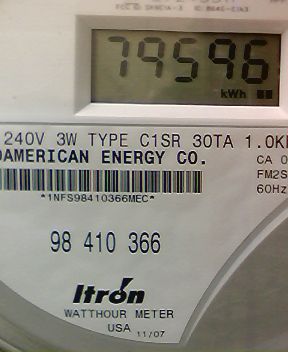 79596
kWh
240V 3W TYPE C1SR 30TA 1.0K
AMERICAN ENERGY CO.
CA 0
FM2S
60Hz
*1NFS98410366MEC*
98 410 366
Itron
WATTHOUR METER
USA 11/07